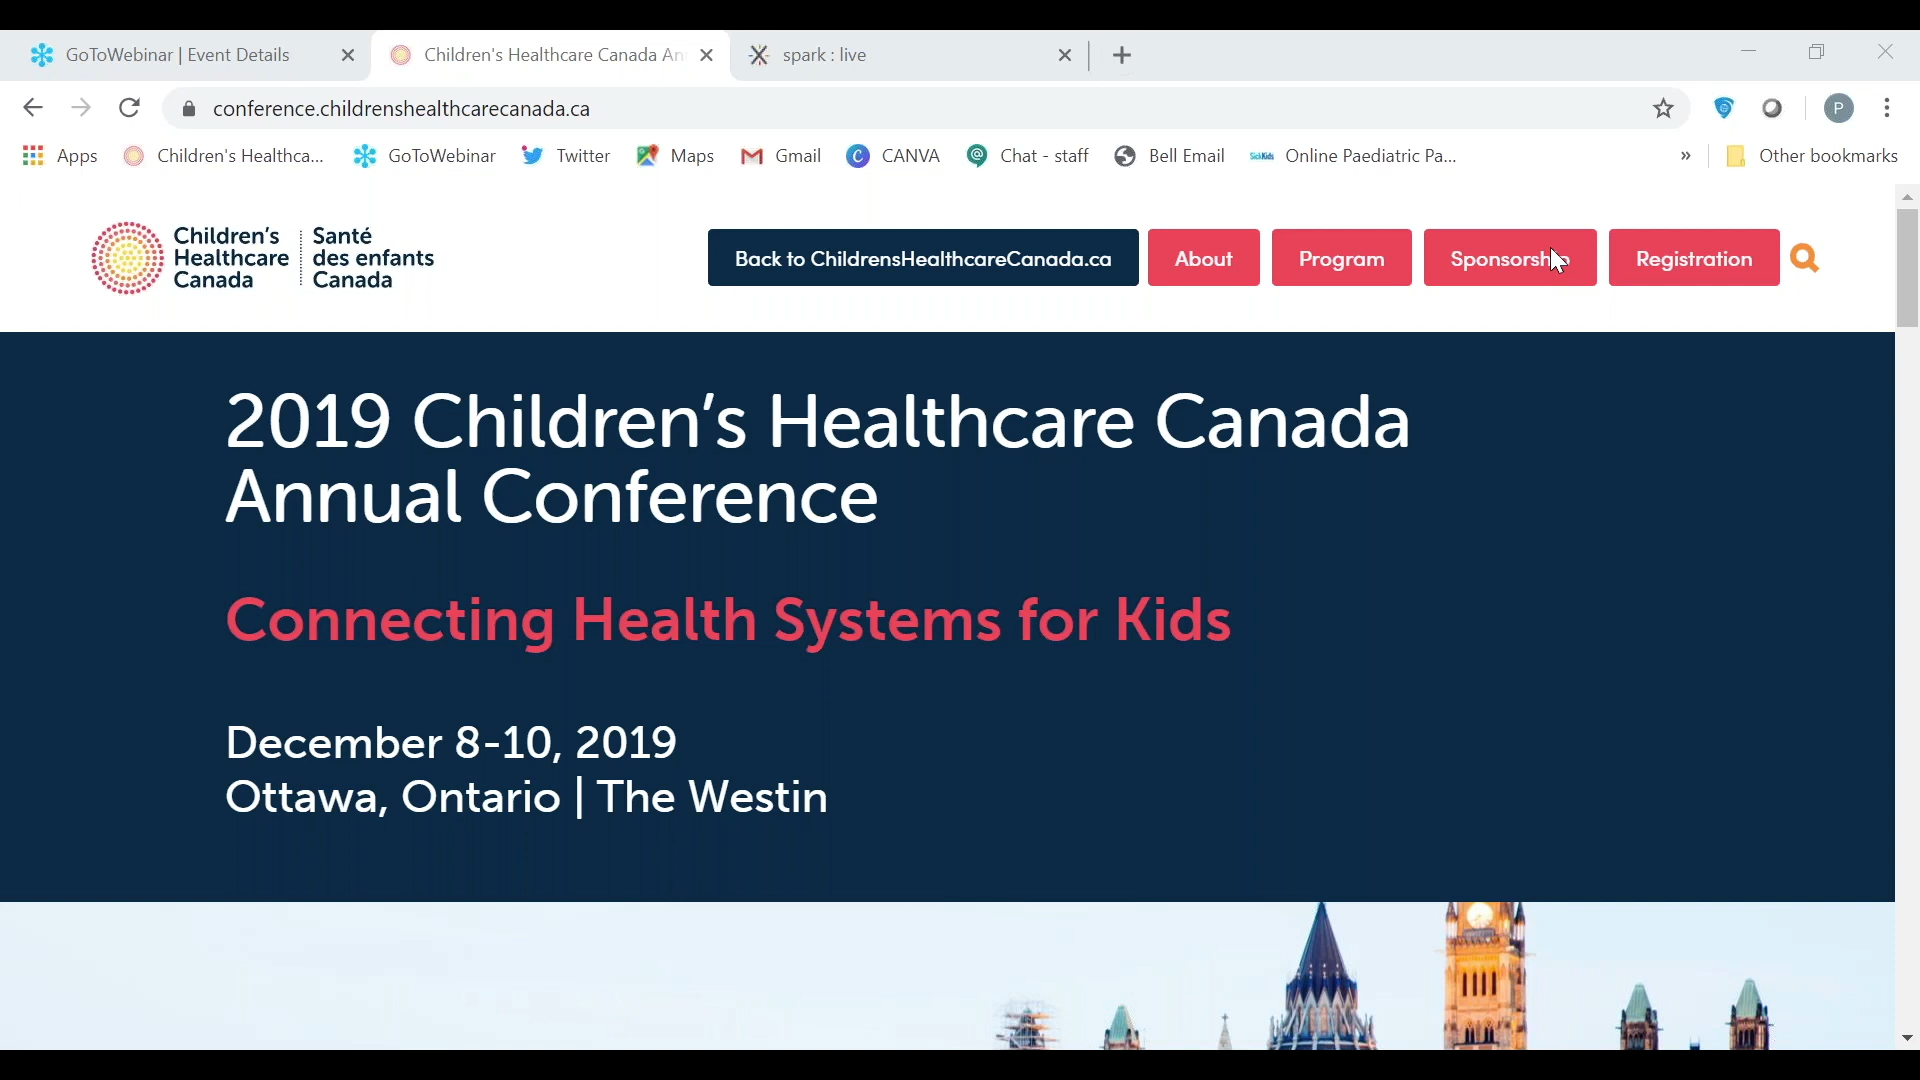 GoToWebinar | Event Details
Children's Healthcare Canada An
spark : live
conference.childrenshealthcarecanada.ca
P
Apps
Children's Healthca...
GoToWebinar
Twitter
Maps
Gmail
CANVA
Chat - staff
Bell Email
SickKids
Online Paediatric Pa...
»
Other bookmarks
Children's
Healthcare
Canada
Santé
des enfants
Canada
Back to ChildrensHealthcareCanada.ca
About
Program
Sponsorship
Registration
2019 Children's Healthcare Canada
Annual Conference
Connecting Health Systems for Kids
December 8-10, 2019
Ottawa, Ontario | The Westin